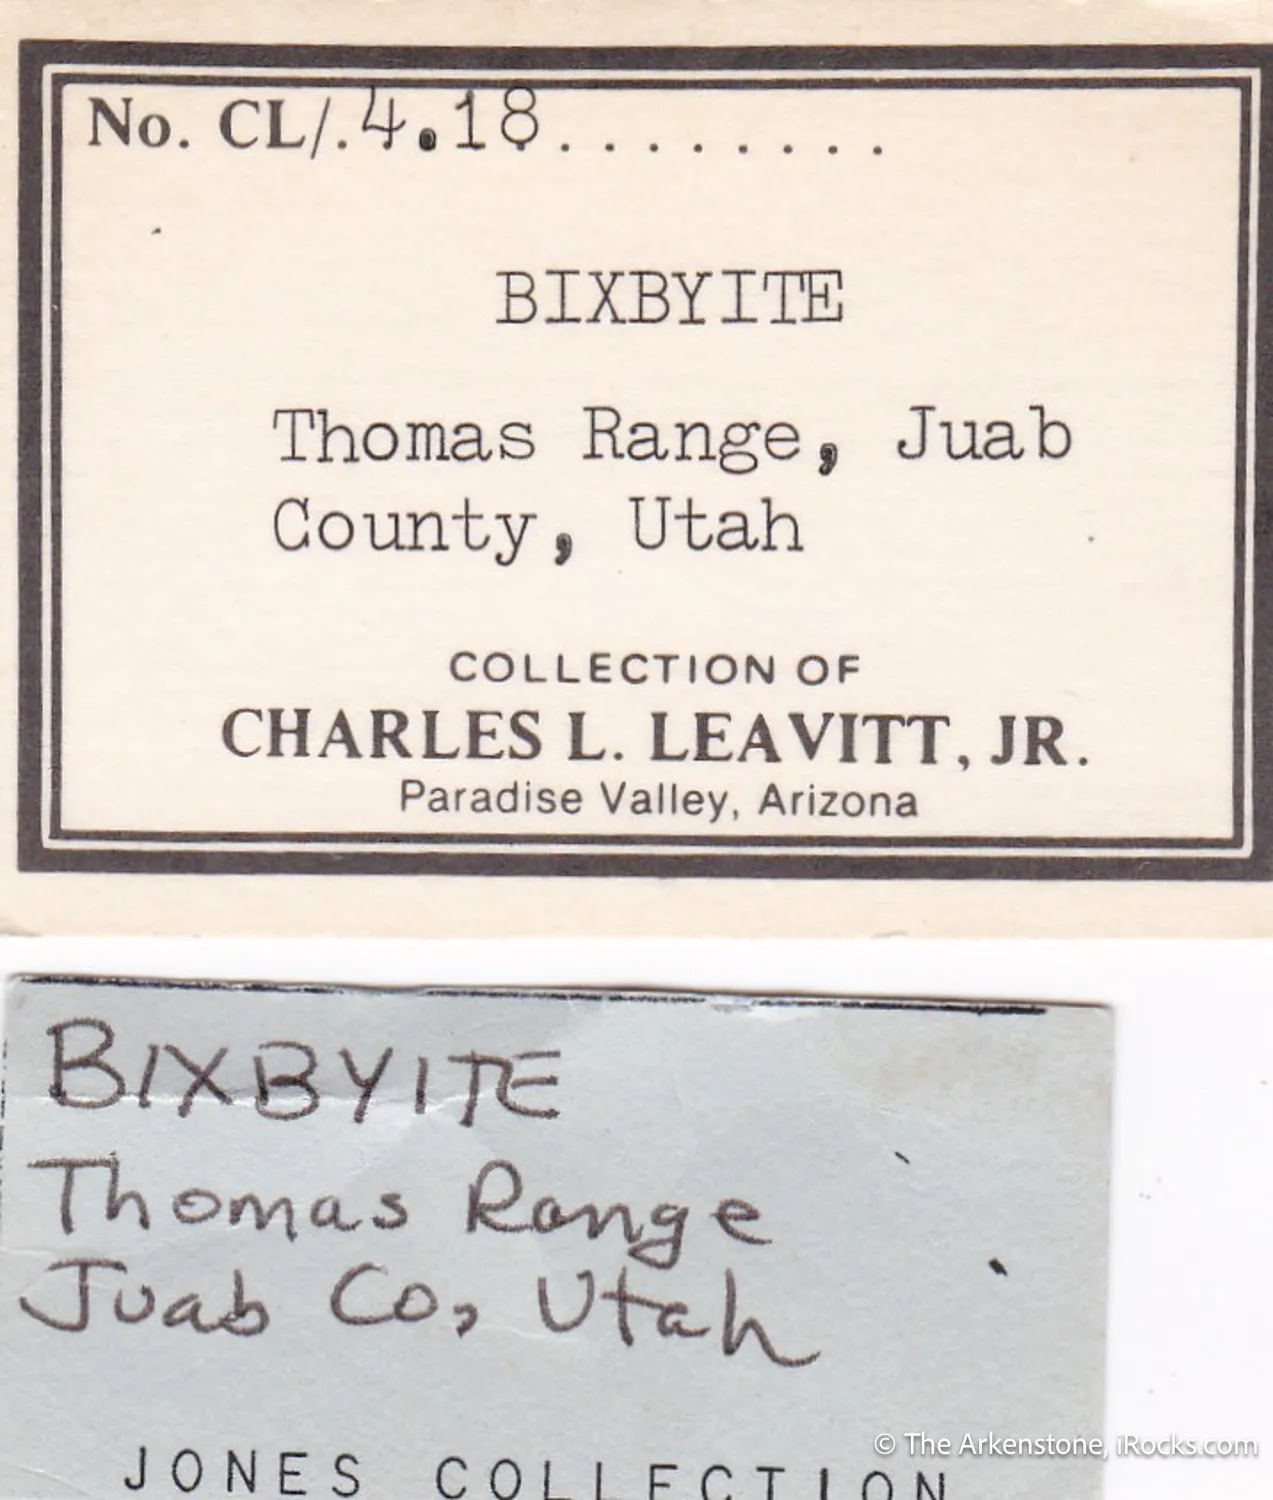 No. CL/.4.18.........
BIXBYITE
Thomas Range, Juab
County, Utah
COLLECTION OF
CHARLES L. LEAVITT, JR.
Paradise Valley, Arizona
BIXBYITE
Thomas Range
Juab Co, Utah
JONES COLLECTION
© The Arkenstone, iRocks.com